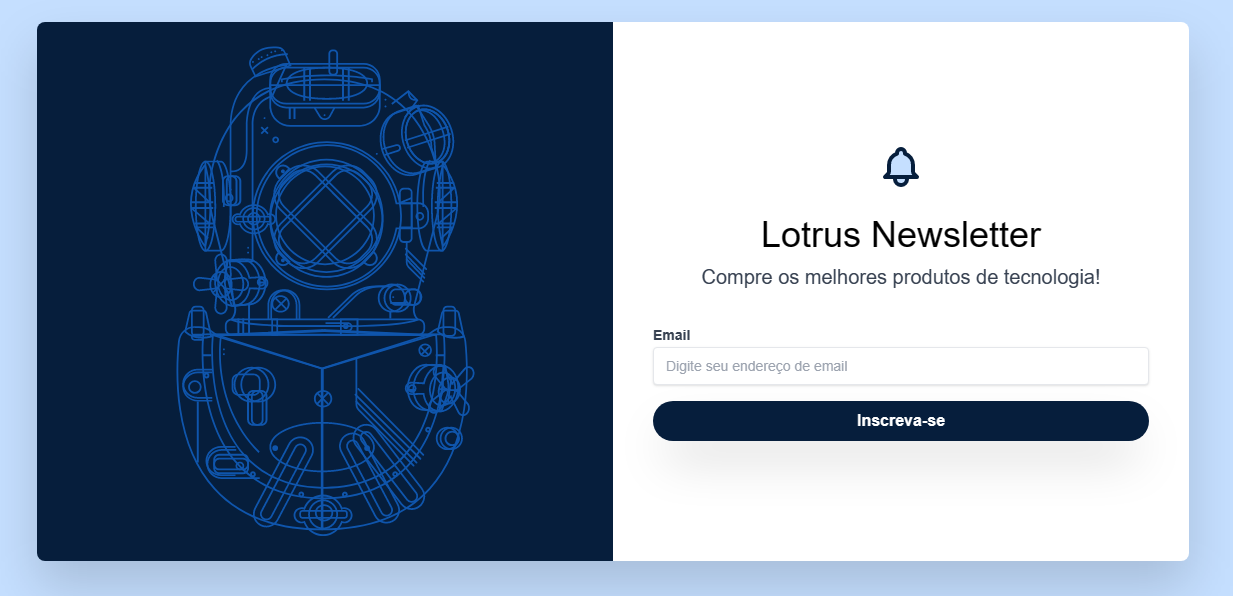 Lotrus Newsletter
Compre os melhores produtos de tecnologia!
Email
Digite seu endereço de email
Inscreva-se